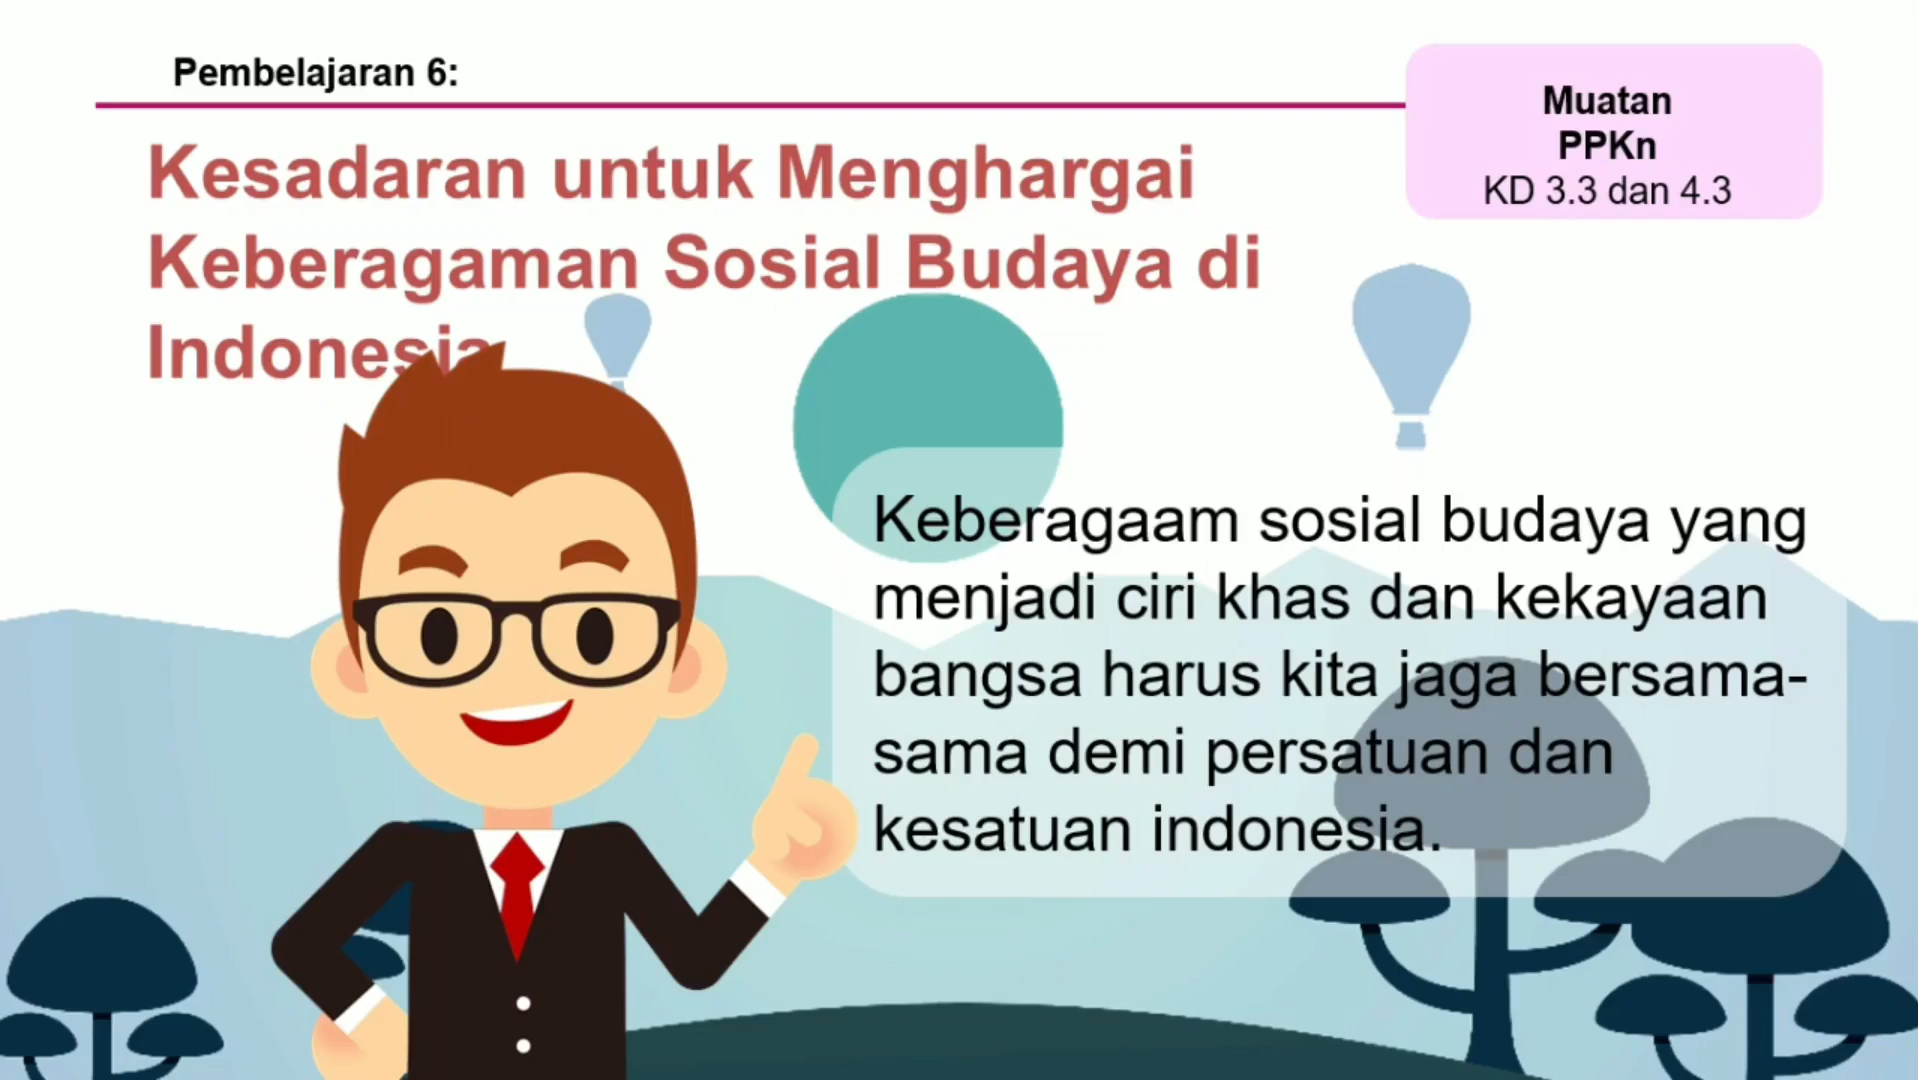 Pembelajaran 6:
Muatan
PPKn
KD 3.3 dan 4.3
Kesadaran untuk Menghargai
Keberagaman Sosial Budaya di
Indonesia
Keberagaam sosial budaya yang
menjadi ciri khas dan kekayaan
bangsa harus kita jaga bersama-
sama demi persatuan dan
kesatuan indonesia.